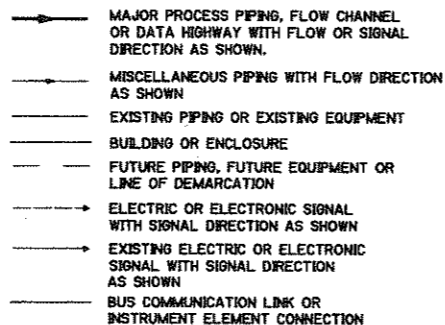 MAJOR PROCESS PIPING, FLOW CHANNEL
OR DATA HIGHWAY WITH FLOW OR SIGNAL
DIRECTION AS SHOWN.
MISCELLANEOUS PIPING WITH FLOW DIRECTION
AS SHOWN
EXISTING PIPING OR EXISTING EQUIPMENT
BUILDING OR ENCLOSURE
FUTURE PIPING, FUTURE EQUIPMENT OR
LINE OF DEMARCATION
ELECTRIC OR ELECTRONIC SIGNAL
WITH SIGNAL DIRECTION AS SHOWN
EXISTING ELECTRIC OR ELECTRONIC
SIGNAL WITH SIGNAL DIRECTION
AS SHOWN
BUS COMMUNICATION LINK OR
INSTRUMENT ELEMENT CONNECTION